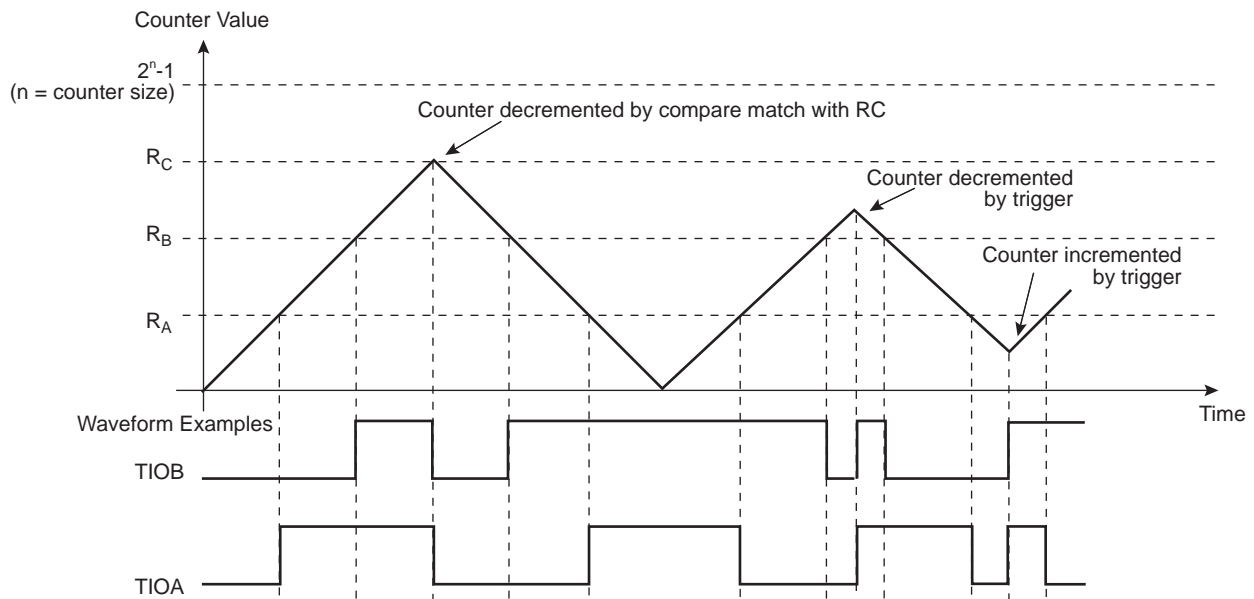 Counter Value
2ⁿ-1
(n = counter size)
Counter decremented by compare match with RC
R_C
Counter decremented
by trigger
R_B
Counter incremented
by trigger
R_A
Time
Waveform Examples
TIOB
TIOA